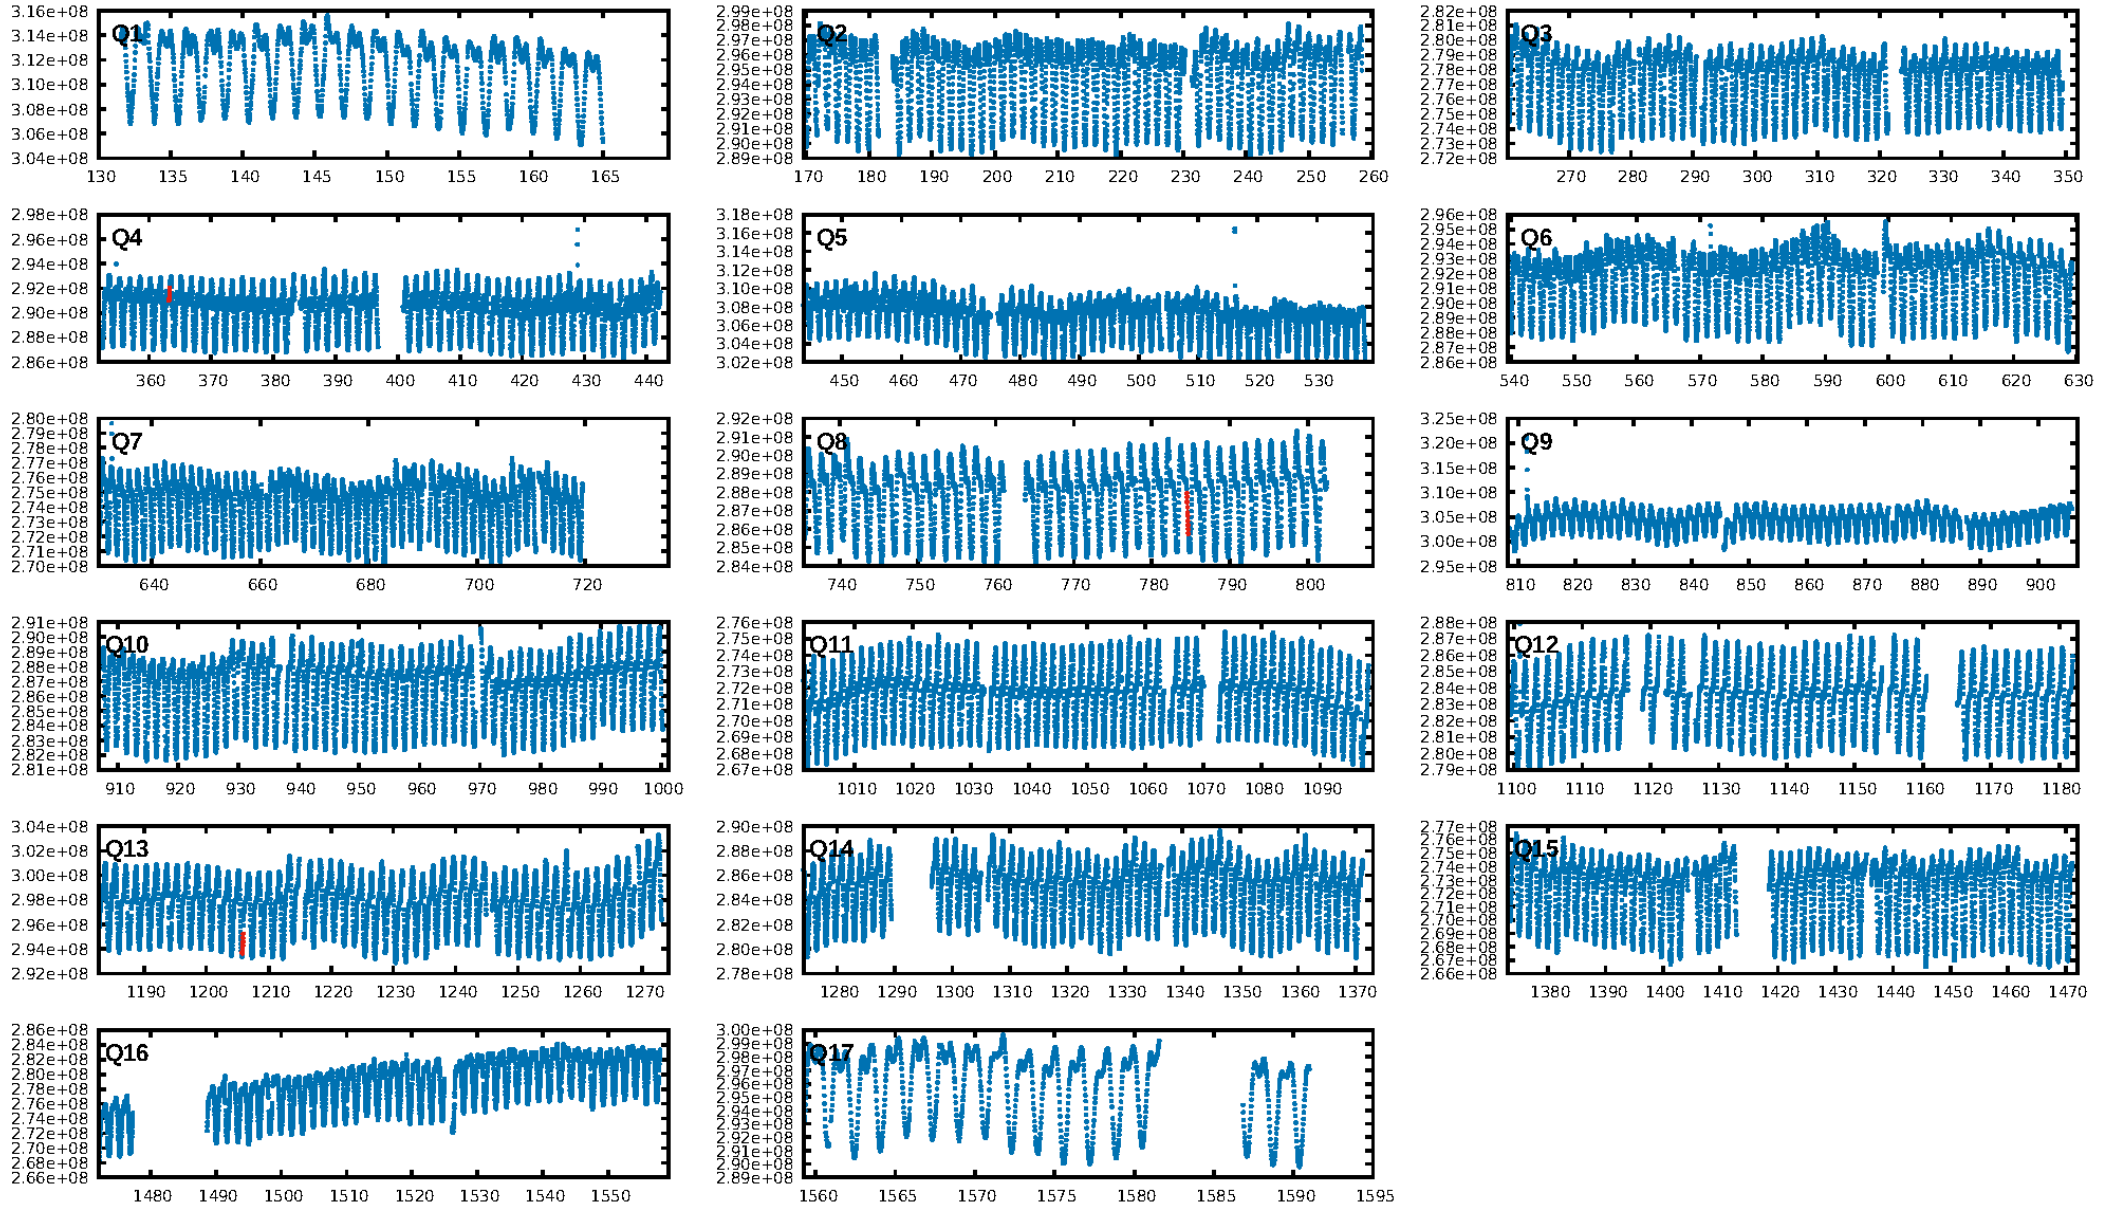 3.16e+08 3.14e+08 3.12e+08 3.10e+08 3.08e+08 3.06e+08 3.04e+08
Q1
130 135 140 145 150 155 160 165
2.99e+08 2.98e+08 2.97e+08 2.96e+08 2.95e+08 2.94e+08 2.93e+08 2.92e+08 2.91e+08 2.90e+08 2.89e+08
Q2
170 180 190 200 210 220 230 240 250 260
2.82e+08 2.81e+08 2.80e+08 2.79e+08 2.78e+08 2.77e+08 2.76e+08 2.75e+08 2.74e+08 2.73e+08 2.72e+08
Q3
270 280 290 300 310 320 330 340 350
2.98e+08 2.96e+08 2.94e+08 2.92e+08 2.90e+08 2.88e+08 2.86e+08
Q4
360 370 380 390 400 410 420 430 440
3.18e+08 3.16e+08 3.14e+08 3.12e+08 3.10e+08 3.08e+08 3.06e+08 3.04e+08 3.02e+08
Q5
450 460 470 480 490 500 510 520 530
2.96e+08 2.95e+08 2.94e+08 2.93e+08 2.92e+08 2.91e+08 2.90e+08 2.89e+08 2.88e+08 2.87e+08 2.86e+08
Q6
540 550 560 570 580 590 600 610 620 630
2.80e+08 2.79e+08 2.78e+08 2.77e+08 2.76e+08 2.75e+08 2.74e+08 2.73e+08 2.72e+08 2.71e+08 2.70e+08
Q7
640 660 680 700 720
2.92e+08 2.91e+08 2.90e+08 2.89e+08 2.88e+08 2.87e+08 2.86e+08 2.85e+08 2.84e+08
Q8
740 750 760 770 780 790 800
3.25e+08 3.20e+08 3.15e+08 3.10e+08 3.05e+08 3.00e+08 2.95e+08
Q9
810 820 830 840 850 860 870 880 890 900
2.91e+08 2.90e+08 2.89e+08 2.88e+08 2.87e+08 2.86e+08 2.85e+08 2.84e+08 2.83e+08 2.82e+08 2.81e+08
Q10
910 920 930 940 950 960 970 980 990 1000
2.76e+08 2.75e+08 2.74e+08 2.73e+08 2.72e+08 2.71e+08 2.70e+08 2.69e+08 2.68e+08 2.67e+08
Q11
1010 1020 1030 1040 1050 1060 1070 1080 1090
2.88e+08 2.87e+08 2.86e+08 2.85e+08 2.84e+08 2.83e+08 2.82e+08 2.81e+08 2.80e+08 2.79e+08
Q12
1100 1110 1120 1130 1140 1150 1160 1170 1180
3.04e+08 3.02e+08 3.00e+08 2.98e+08 2.96e+08 2.94e+08 2.92e+08
Q13
1190 1200 1210 1220 1230 1240 1250 1260 1270
2.90e+08 2.88e+08 2.86e+08 2.84e+08 2.82e+08 2.80e+08 2.78e+08
Q14
1280 1290 1300 1310 1320 1330 1340 1350 1360 1370
2.77e+08 2.76e+08 2.75e+08 2.74e+08 2.73e+08 2.72e+08 2.71e+08 2.70e+08 2.69e+08 2.68e+08 2.67e+08 2.66e+08
Q15
1380 1390 1400 1410 1420 1430 1440 1450 1460 1470
2.86e+08 2.84e+08 2.82e+08 2.80e+08 2.78e+08 2.76e+08 2.74e+08 2.72e+08 2.70e+08 2.68e+08 2.66e+08
Q16
1480 1490 1500 1510 1520 1530 1540 1550
3.00e+08 2.99e+08 2.98e+08 2.97e+08 2.96e+08 2.95e+08 2.94e+08 2.93e+08 2.92e+08 2.91e+08 2.90e+08 2.89e+08
Q17
1560 1565 1570 1575 1580 1585 1590 1595